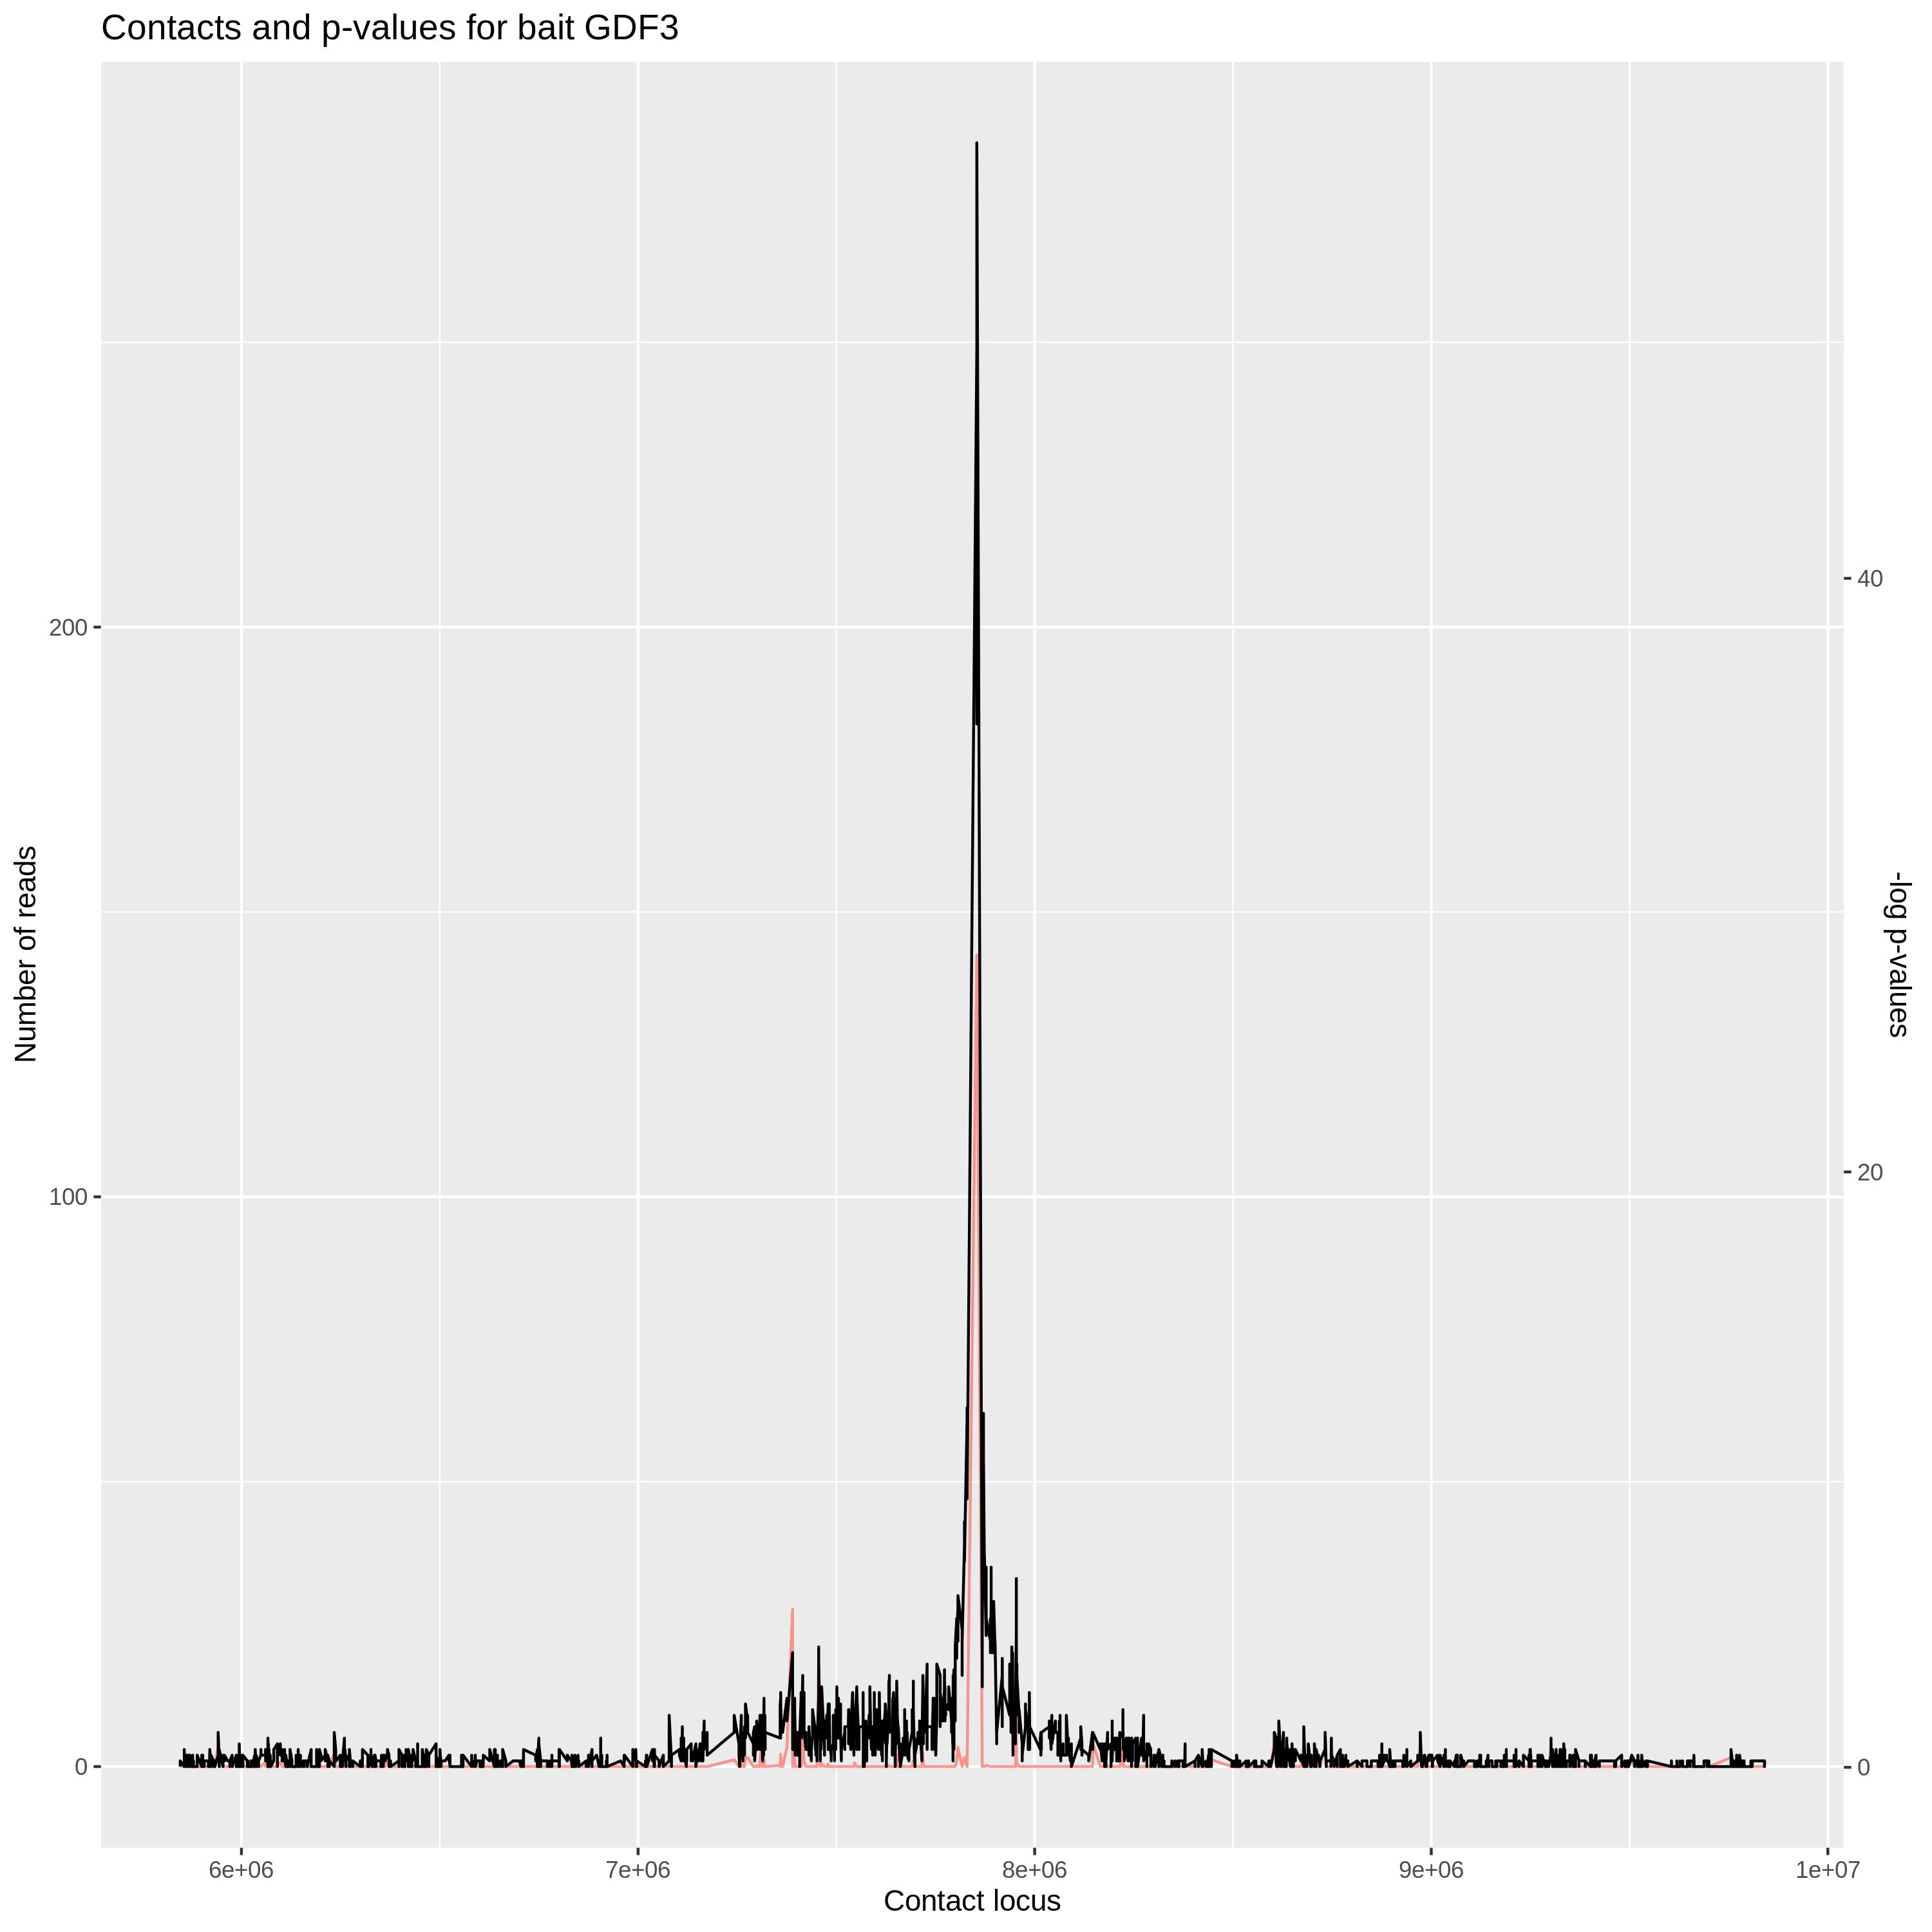 Contacts and p-values for bait GDF3
Number of reads
200
100
0
40
20
0
-log p-values
6e+06
7e+06
8e+06
9e+06
1e+07
Contact locus